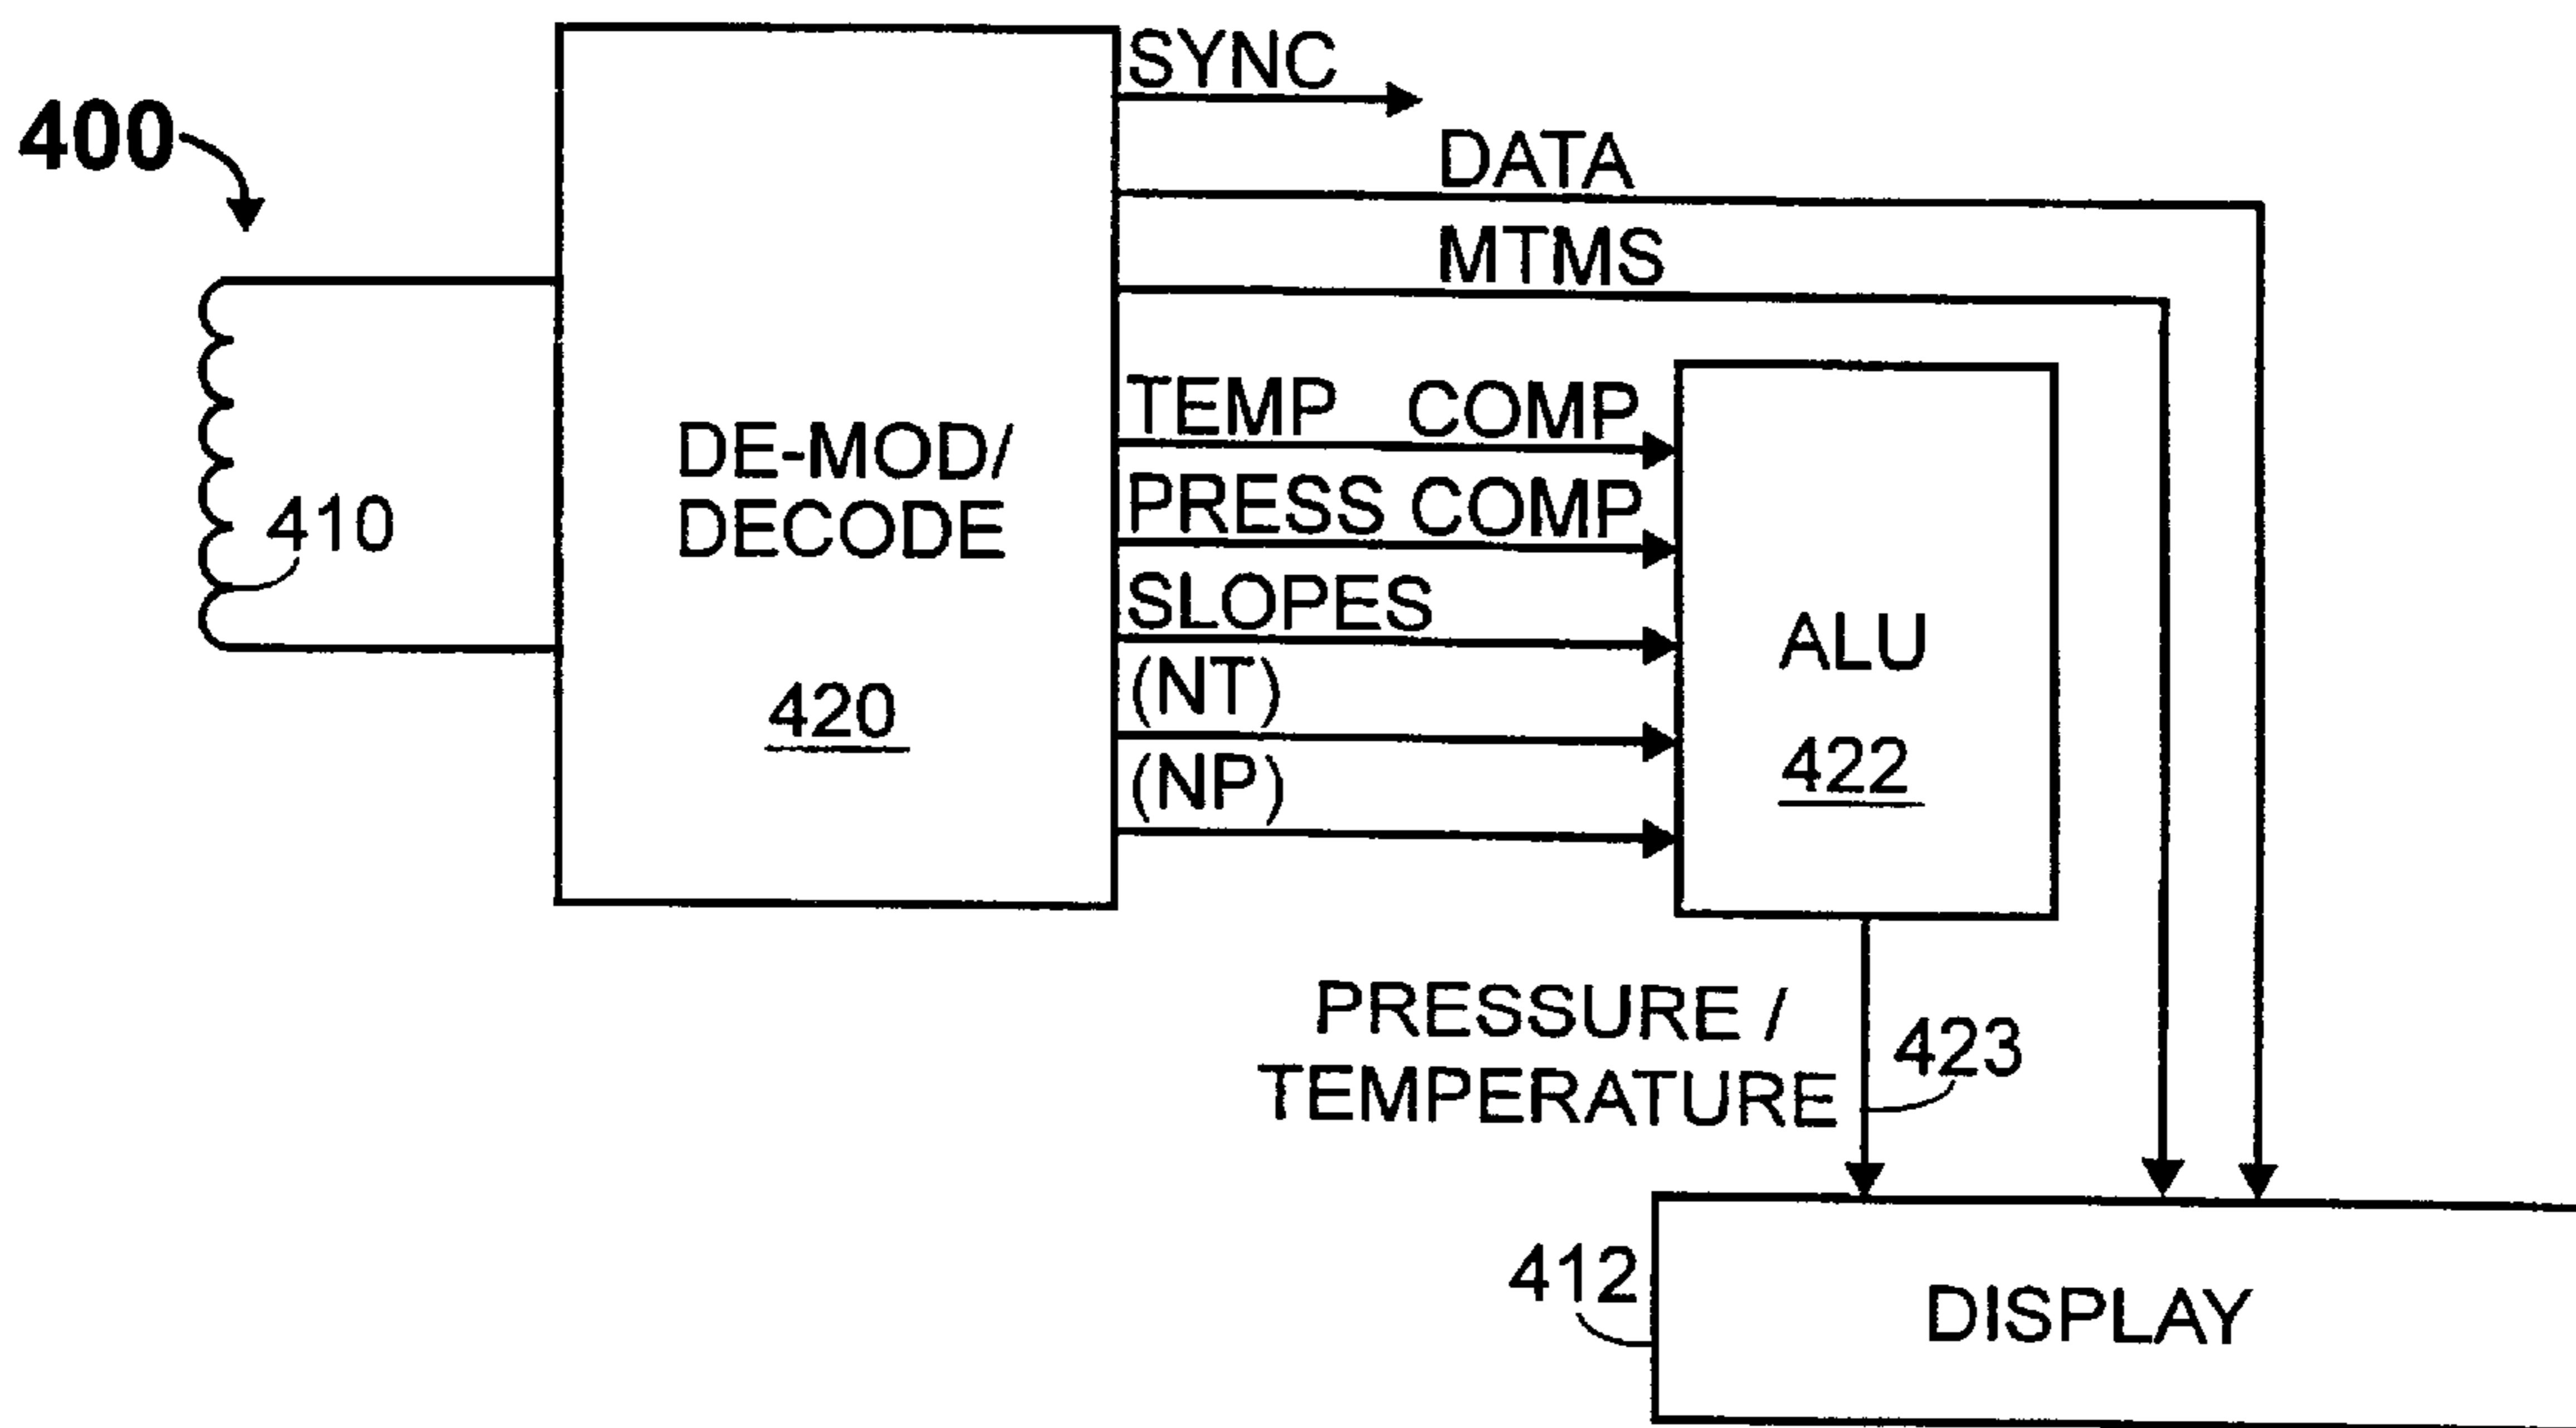 400
SYNC
DATA
MTMS
TEMP COMP
PRESS COMP
SLOPES
(NT)
(NP)
410
DE-MOD/
DECODE
420
ALU
422
PRESSURE /
TEMPERATURE
423
412
DISPLAY